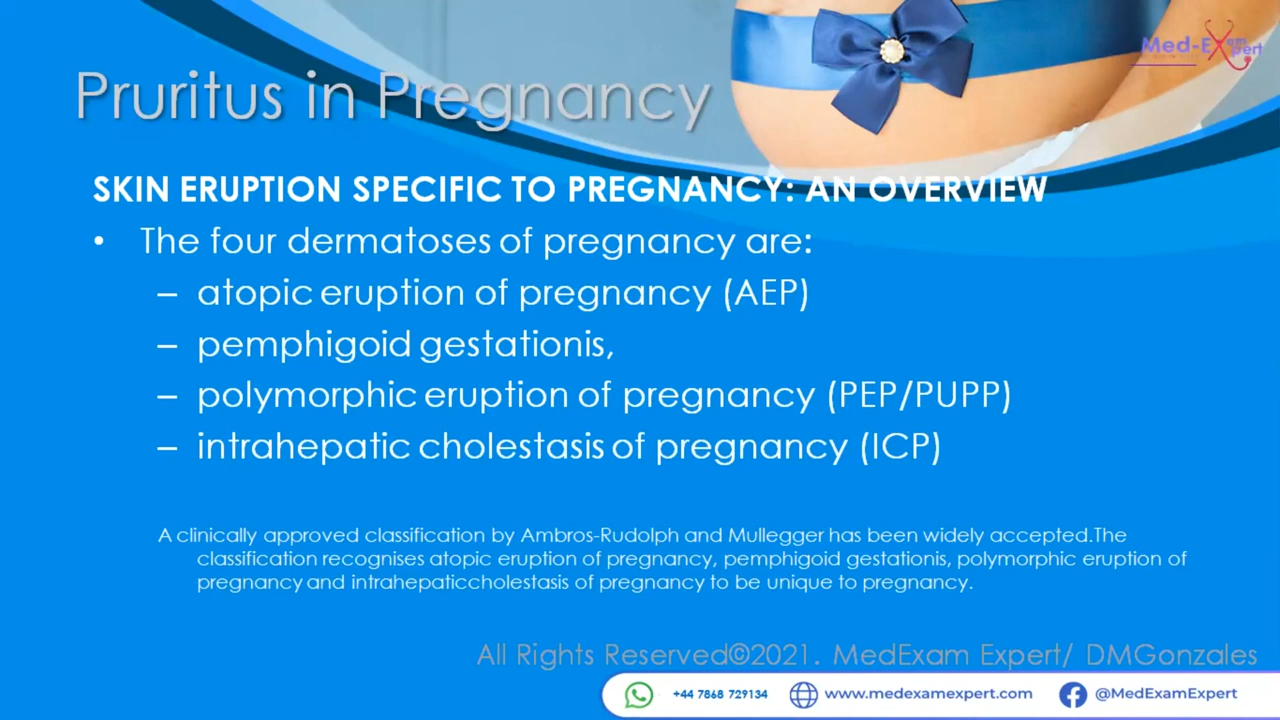 Med-Exam Expert
Pruritus in Pregnancy
SKIN ERUPTION SPECIFIC TO PREGNANCY: AN OVERVIEW
• The four dermatoses of pregnancy are:
– atopic eruption of pregnancy (AEP)
– pemphigoid gestationis,
– polymorphic eruption of pregnancy (PEP/PUPP)
– intrahepatic cholestasis of pregnancy (ICP)
A clinically approved classification by Ambros-Rudolph and Mullegger has been widely accepted.The
classification recognises atopic eruption of pregnancy, pemphigoid gestationis, polymorphic eruption of
pregnancy and intrahepaticcholestasis of pregnancy to be unique to pregnancy.
All Rights Reserved©2021. MedExam Expert/ DMGonzales
+44 7868 729134 www.medexamexpert.com @MedExamExpert